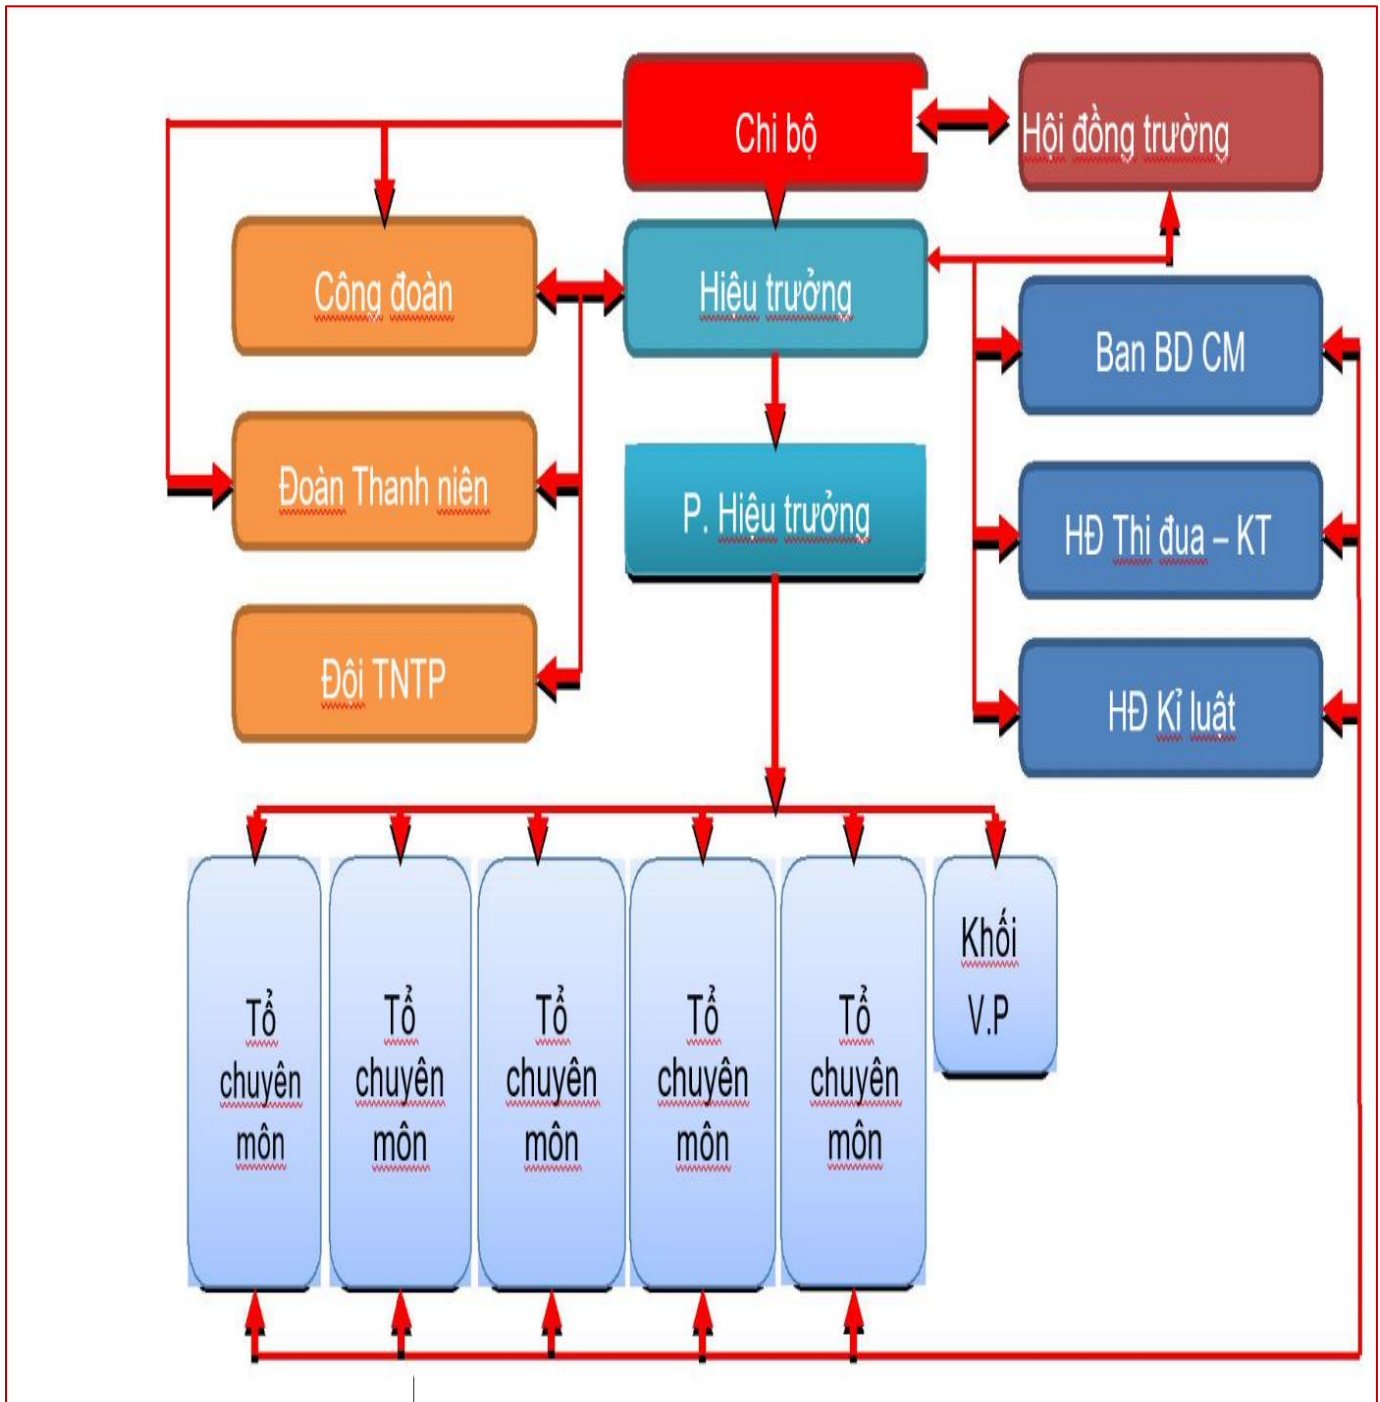 Chi bộ
Hội đồng trường
Công đoàn
Hiệu trưởng
Ban BD CM
Đoàn Thanh niên
P. Hiệu trưởng
HĐ Thi đua – KT
Đội TNTP
HĐ Kỉ luật
Tổ
chuyên
môn
Tổ
chuyên
môn
Tổ
chuyên
môn
Tổ
chuyên
môn
Tổ
chuyên
môn
Khối
V.P